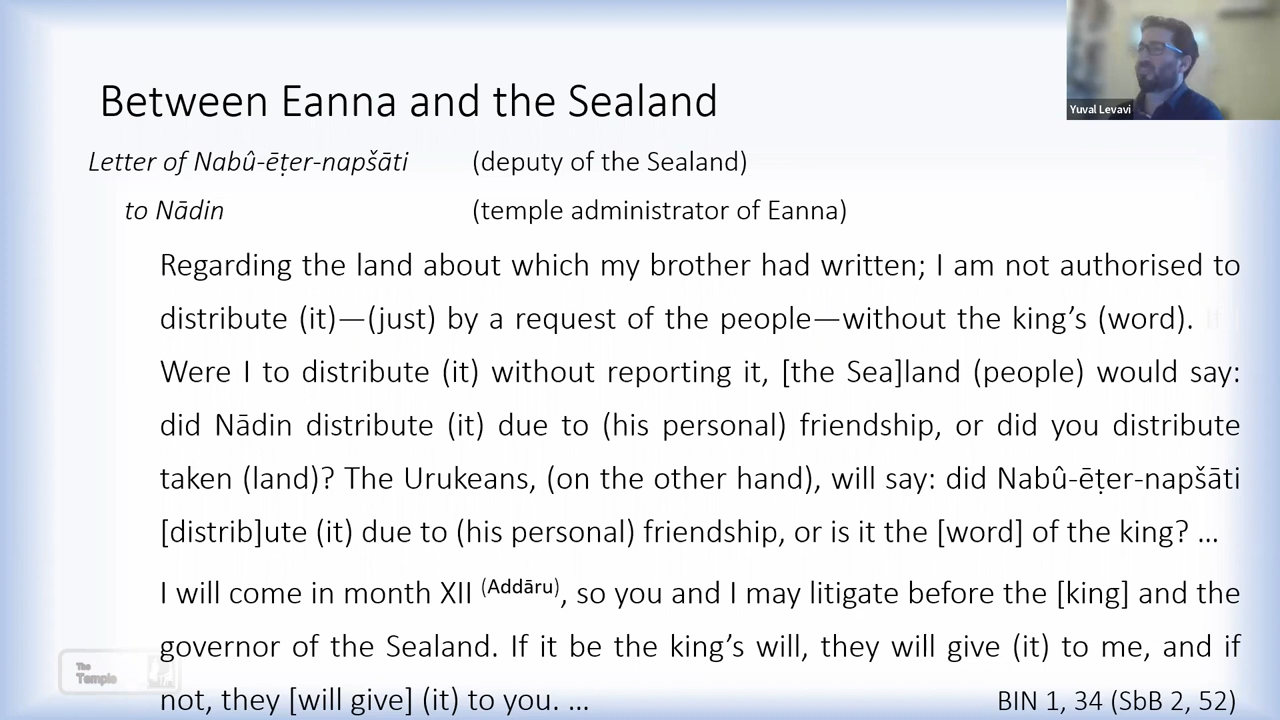 Yuval Levavi
Between Eanna and the Sealand
Letter of Nabû-ēṭer-napšāti (deputy of the Sealand)
to Nādin (temple administrator of Eanna)
Regarding the land about which my brother had written; I am not authorised to
distribute (it)—(just) by a request of the people—without the king’s (word).
Were I to distribute (it) without reporting it, [the Sea]land (people) would say:
did Nādin distribute (it) due to (his personal) friendship, or did you distribute
taken (land)? The Urukeans, (on the other hand), will say: did Nabû-ēṭer-napšāti
[distrib]ute (it) due to (his personal) friendship, or is it the [word] of the king? …
I will come in month XII (Addāru), so you and I may litigate before the [king] and the
governor of the Sealand. If it be the king’s will, they will give (it) to me, and if
not, they [will give] (it) to you. …
BIN 1, 34 (SbB 2, 52)
The
Temple